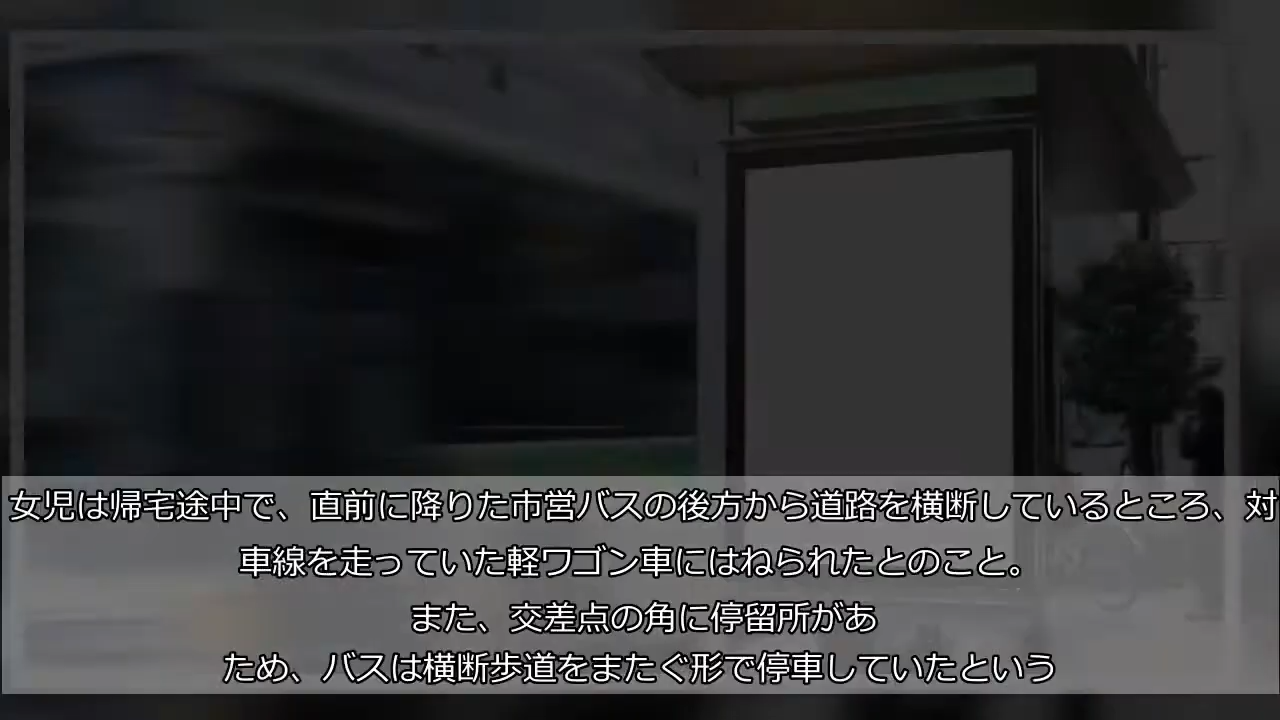 女児は帰宅途中で、直前に降りた市営バスの後方から道路を横断しているところ、対
車線を走っていた軽ワゴン車にはねられたとのこと。
また、交差点の角に停留所があ
ため、バスは横断歩道をまたぐ形で停車していたという